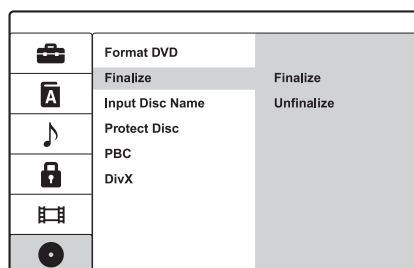 Format DVD
Finalize Finalize
Input Disc Name Unfinalize
Protect Disc
PBC
DivX
A